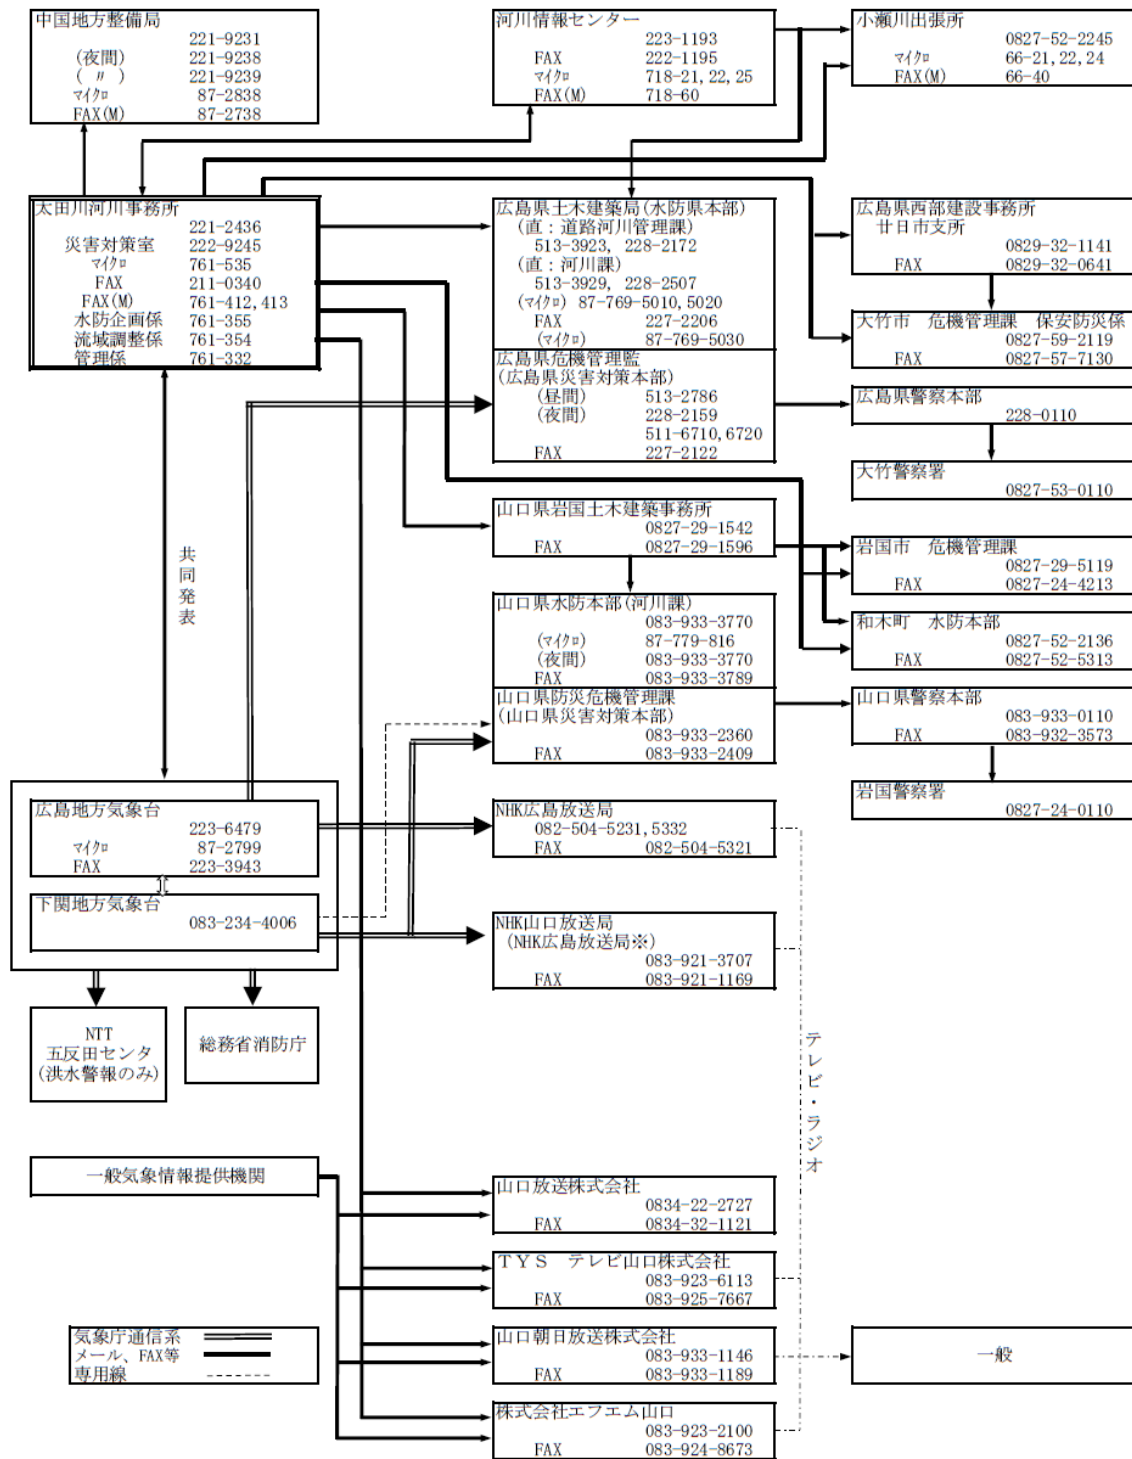 中国地方整備局
221-9231
(夜間) 221-9238
( 〃 ) 221-9239
マイクロ 87-2838
FAX(M) 87-2738
河川情報センター
223-1193
FAX 222-1195
マイクロ 718-21, 22, 25
FAX(M) 718-60
小瀬川出張所
0827-52-2245
マイクロ 66-21, 22, 24
FAX(M) 66-40
太田川河川事務所
221-2436
災害対策室 222-9245
マイクロ 761-535
FAX 211-0340
FAX(M) 761-412, 413
水防企画係 761-355
流域調整係 761-354
管理係 761-332
広島県土木建築局(水防県本部)
(直：道路河川管理課)
513-3923, 228-2172
(直：河川課)
513-3929, 228-2507
(マイクロ) 87-769-5010, 5020
FAX 227-2206
(マイクロ) 87-769-5030
広島県危機管理監
(広島県災害対策本部)
(昼間) 513-2786
(夜間) 228-2159
511-6710, 6720
FAX 227-2122
広島県西部建設事務所
廿日市支所
0829-32-1141
FAX 0829-32-0641
大竹市 危機管理課 保安防災係
0827-59-2119
FAX 0827-57-7130
広島県警察本部
228-0110
大竹警察署
0827-53-0110
山口県岩国土木建築事務所
0827-29-1542
FAX 0827-29-1596
岩国市 危機管理課
0827-29-5119
FAX 0827-24-4213
共同発表
山口県水防本部(河川課)
083-933-3770
(マイクロ) 87-779-816
(夜間) 083-933-3770
FAX 083-933-3789
山口県防災危機管理課
(山口県災害対策本部)
083-933-2360
FAX 083-933-2409
和木町 水防本部
0827-52-2136
FAX 0827-52-5313
山口県警察本部
083-933-0110
FAX 083-932-3573
岩国警察署
0827-24-0110
広島地方気象台
223-6479
マイクロ 87-2799
FAX 223-3943
下関地方気象台
083-234-4006
NHK広島放送局
082-504-5231, 5332
FAX 082-504-5321
NHK山口放送局
(NHK広島放送局※)
083-921-3707
FAX 083-921-1169
NTT
五反田センタ
(洪水警報のみ)
総務省消防庁
テレビ・ラジオ
一般気象情報提供機関
山口放送株式会社
0834-22-2727
FAX 0834-32-1121
ＴＹＳ テレビ山口株式会社
083-923-6113
FAX 083-925-7667
山口朝日放送株式会社
083-933-1146
FAX 083-933-1189
株式会社エフエム山口
083-923-2100
FAX 083-924-8673
一般
気象庁通信系
メール、FAX等
専用線